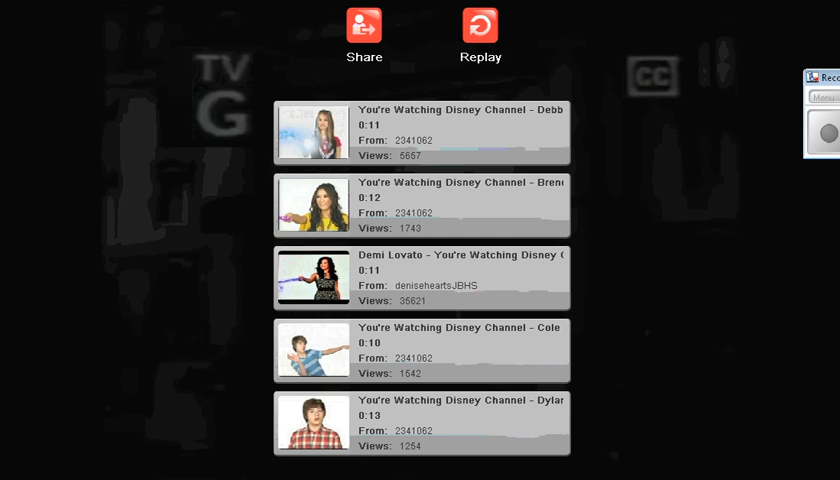 TV
G
CC
Share
Replay
Reco
Menu
You're Watching Disney Channel - Debb
0:11
From: 2341062
Views: 5657
You're Watching Disney Channel - Bren
0:12
From: 2341062
Views: 1743
Demi Lovato - You're Watching Disney C
0:11
From: deniseheartsJBHS
Views: 35621
You're Watching Disney Channel - Cole
0:10
From: 2341062
Views: 1542
You're Watching Disney Channel - Dylan
0:13
From: 2341062
Views: 1254